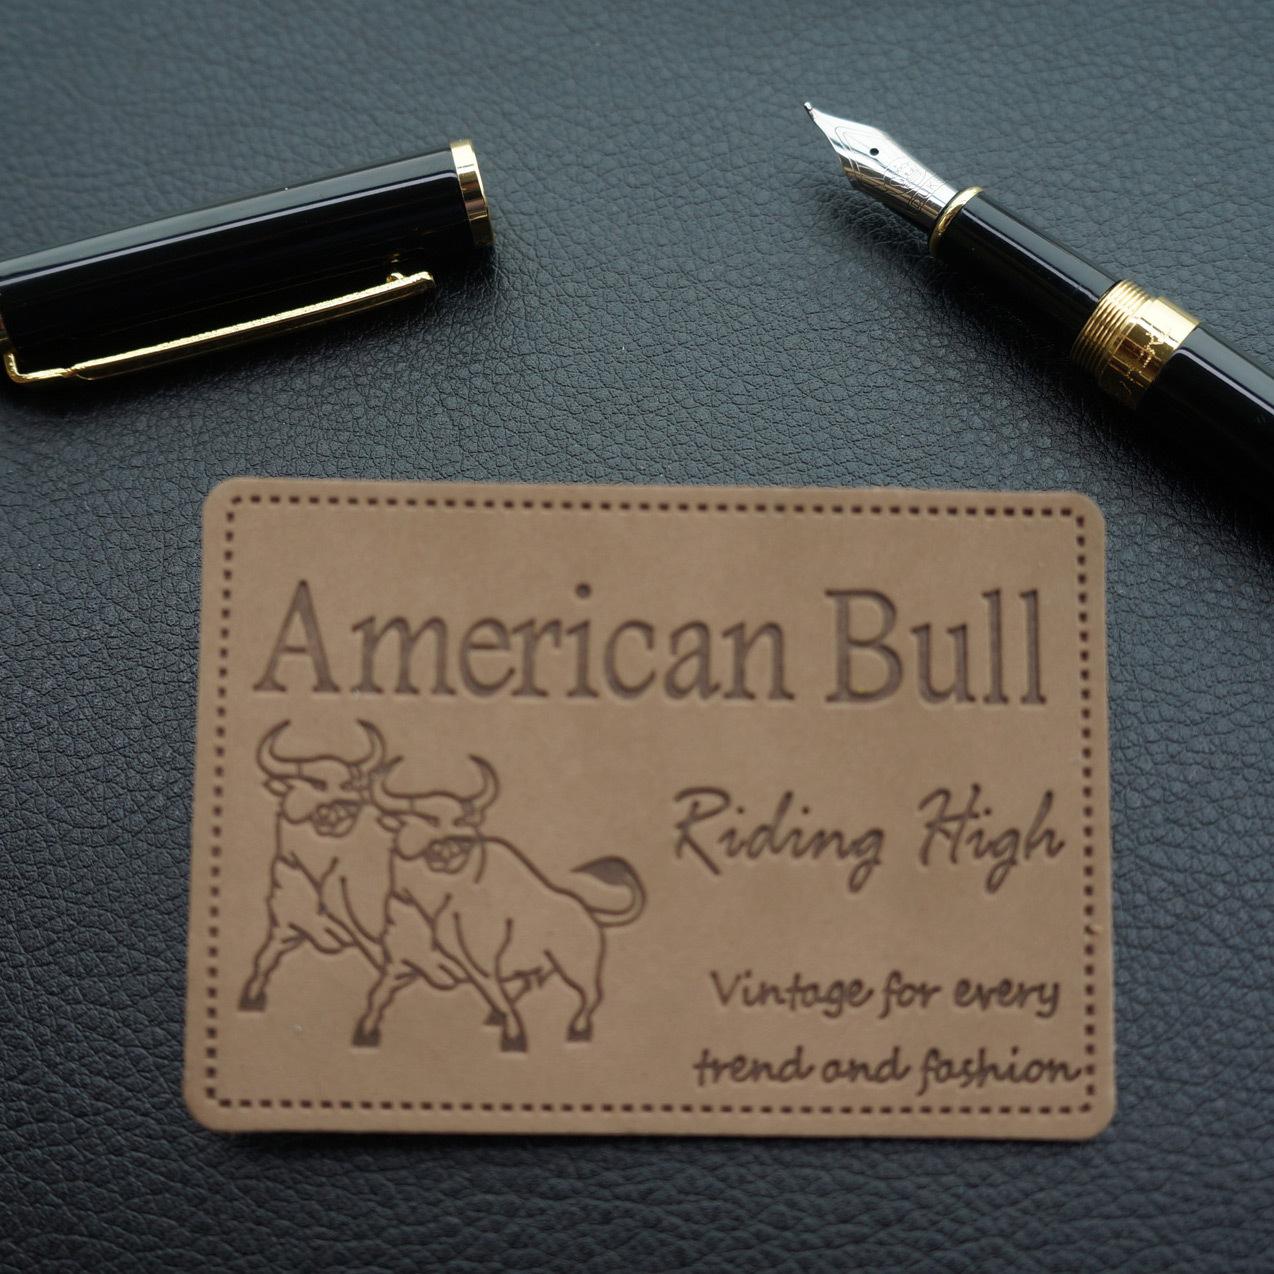 American Bull
Riding High
Vintage for every
trend and fashion